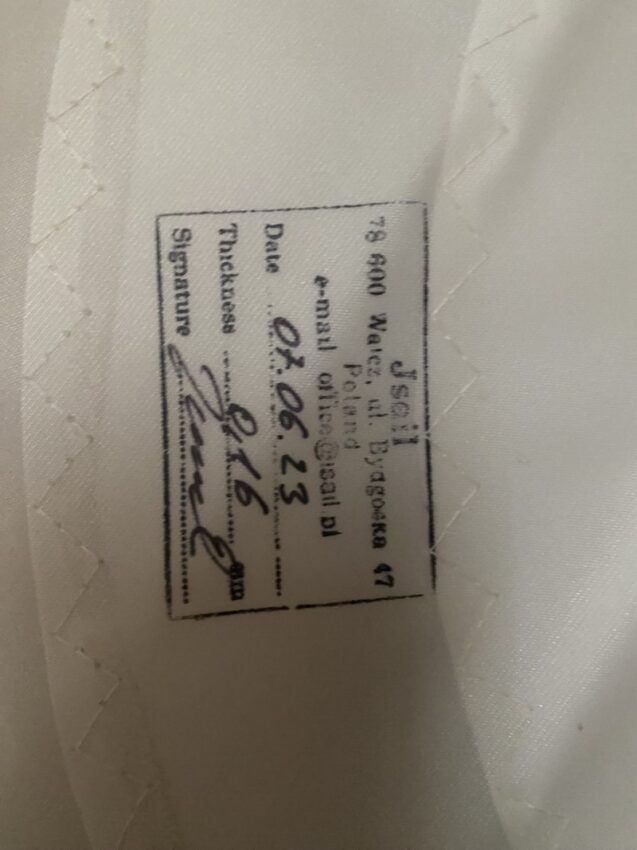 Jsail
78 600 Walcz, ul. Bydgoska 47
Poland
e-mail office@jsail.pl
Date 07.06.23
Thickness 0,16 mm
Signature